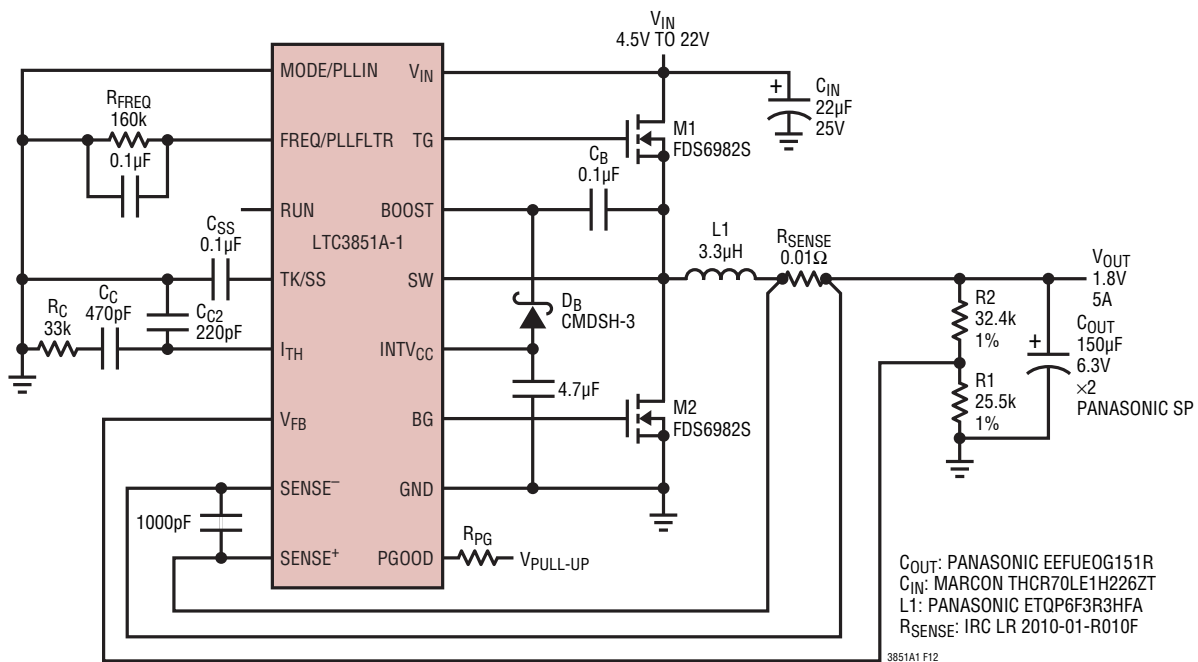 V_IN
4.5V TO 22V
MODE/PLLIN
V_IN
+
C_IN
22µF
25V
R_FREQ
160k
0.1µF
FREQ/PLLFLTR
TG
M1
FDS6982S
C_B
0.1µF
RUN
BOOST
LTC3851A-1
C_SS
0.1µF
TK/SS
SW
L1
3.3µH
R_SENSE
0.01Ω
V_OUT
1.8V
5A
R_C
33k
C_C
470pF
C_C2
220pF
D_B
CMDSH-3
R2
32.4k
1%
+
C_OUT
150µF
6.3V
×2
PANASONIC SP
I_TH
INTV_CC
4.7µF
R1
25.5k
1%
V_FB
BG
M2
FDS6982S
SENSE⁻
GND
1000pF
SENSE⁺
PGOOD
R_PG
V_PULL-UP
C_OUT: PANASONIC EEFUEOG151R
C_IN: MARCON THCR70LE1H226ZT
L1: PANASONIC ETQP6F3R3HFA
R_SENSE: IRC LR 2010-01-R010F
3851A1 F12